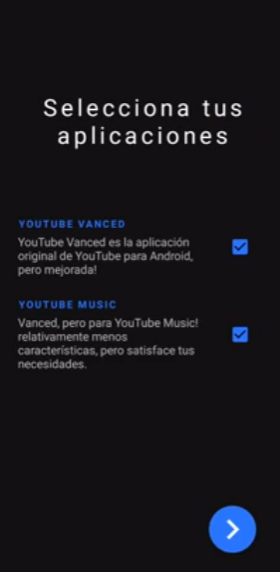 Selecciona tus
aplicaciones
YOUTUBE VANCED
YouTube Vanced es la aplicación
original de YouTube para Android,
pero mejorada!
YOUTUBE MUSIC
Vanced, pero para YouTube Music!
relativamente menos
características, pero satisface tus
necesidades.